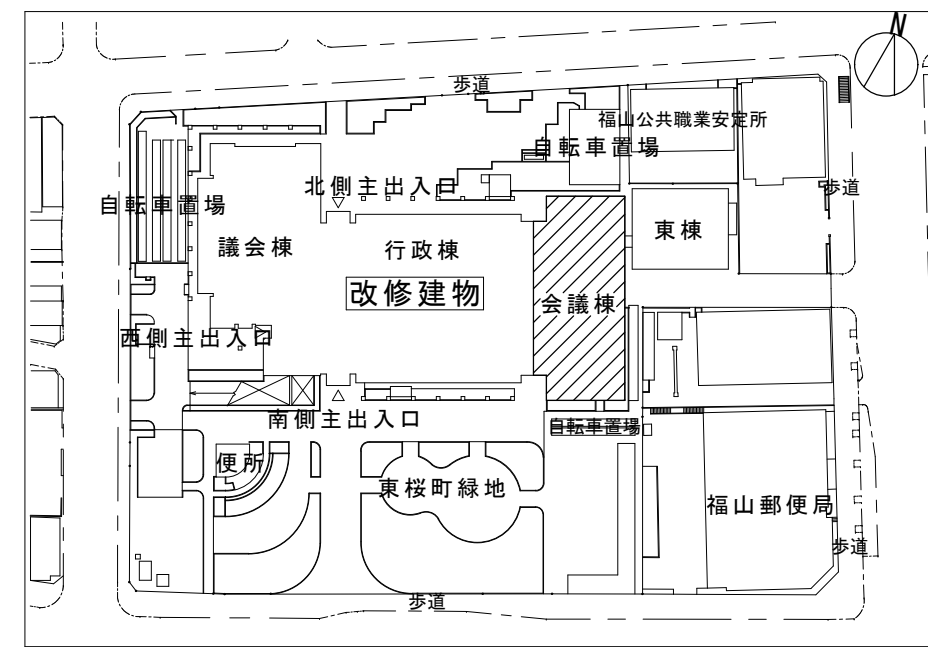 N
歩道
福山公共職業安定所
自転車置場
歩道
北側主出入口
自転車置場
東棟
議会棟
行政棟
改修建物
会議棟
西側主出入口
南側主出入口
自転車置場
便所
東桜町緑地
福山郵便局
歩道
歩道